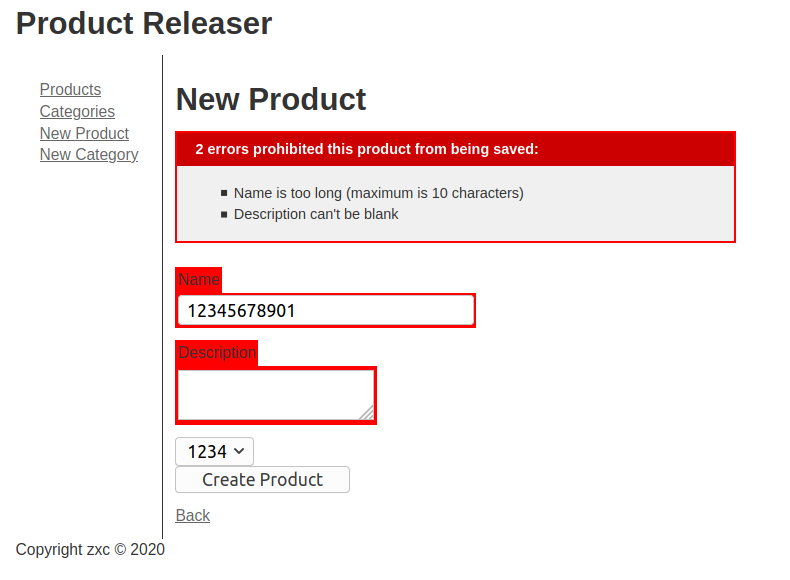 Product Releaser
Products
Categories
New Product
New Category
New Product
2 errors prohibited this product from being saved:
Name is too long (maximum is 10 characters)
Description can't be blank
Name
12345678901
Description
1234
Create Product
Back
Copyright zxc © 2020